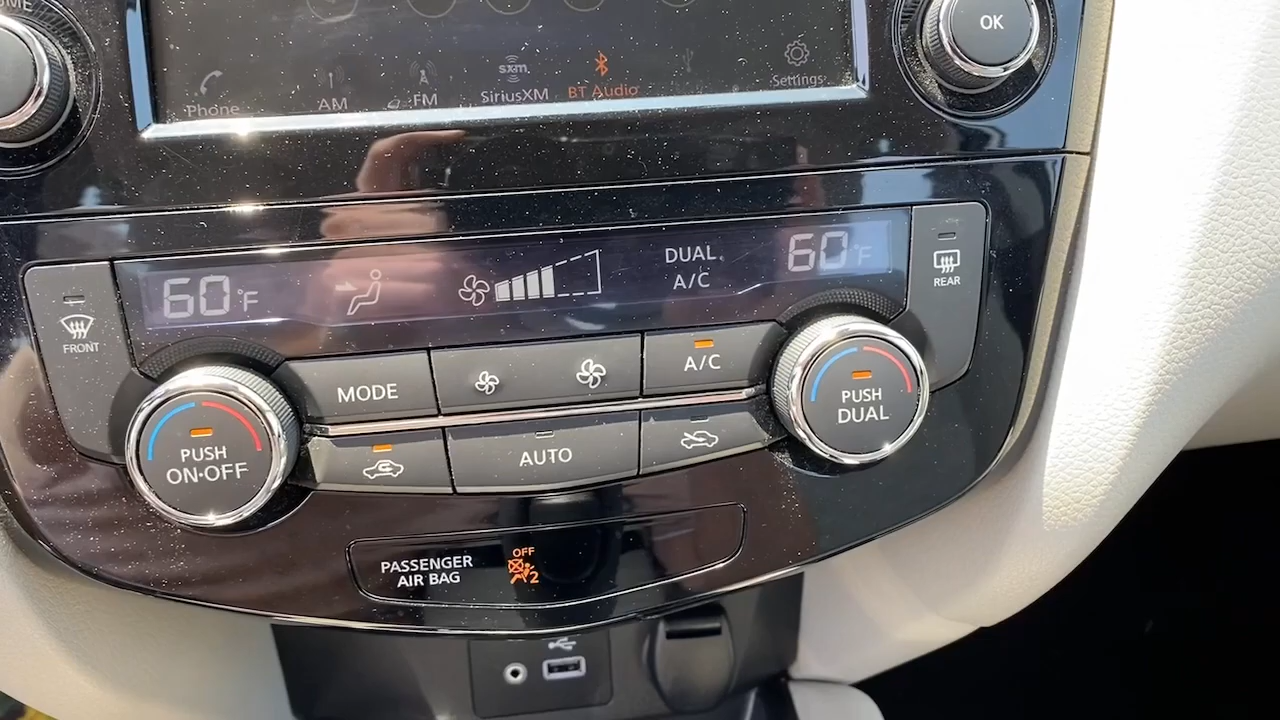 OK
Phone
AM
FM
sxm
SiriusXM
BT Audio
Settings
60°F
DUAL
A/C
60°F
FRONT
REAR
MODE
A/C
PUSH
ON·OFF
AUTO
PUSH
DUAL
PASSENGER
AIR BAG
OFF
2